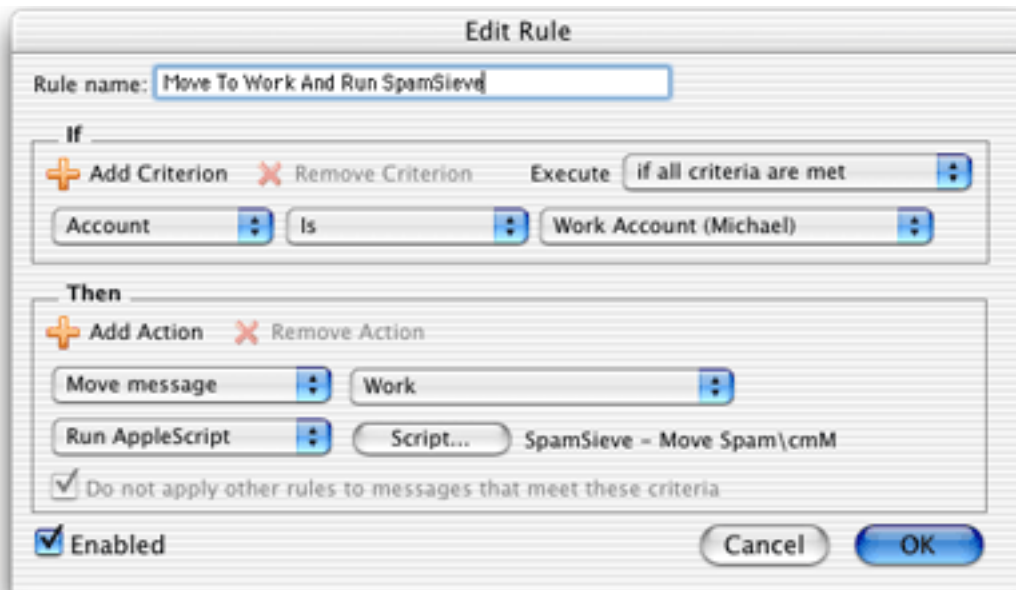 Edit Rule
Rule name: Move To Work And Run SpamSieve
If
Add Criterion Remove Criterion Execute if all criteria are met
Account Is Work Account (Michael)
Then
Add Action Remove Action
Move message Work
Run AppleScript Script... SpamSieve - Move Spam\cmM
Do not apply other rules to messages that meet these criteria
Enabled Cancel OK